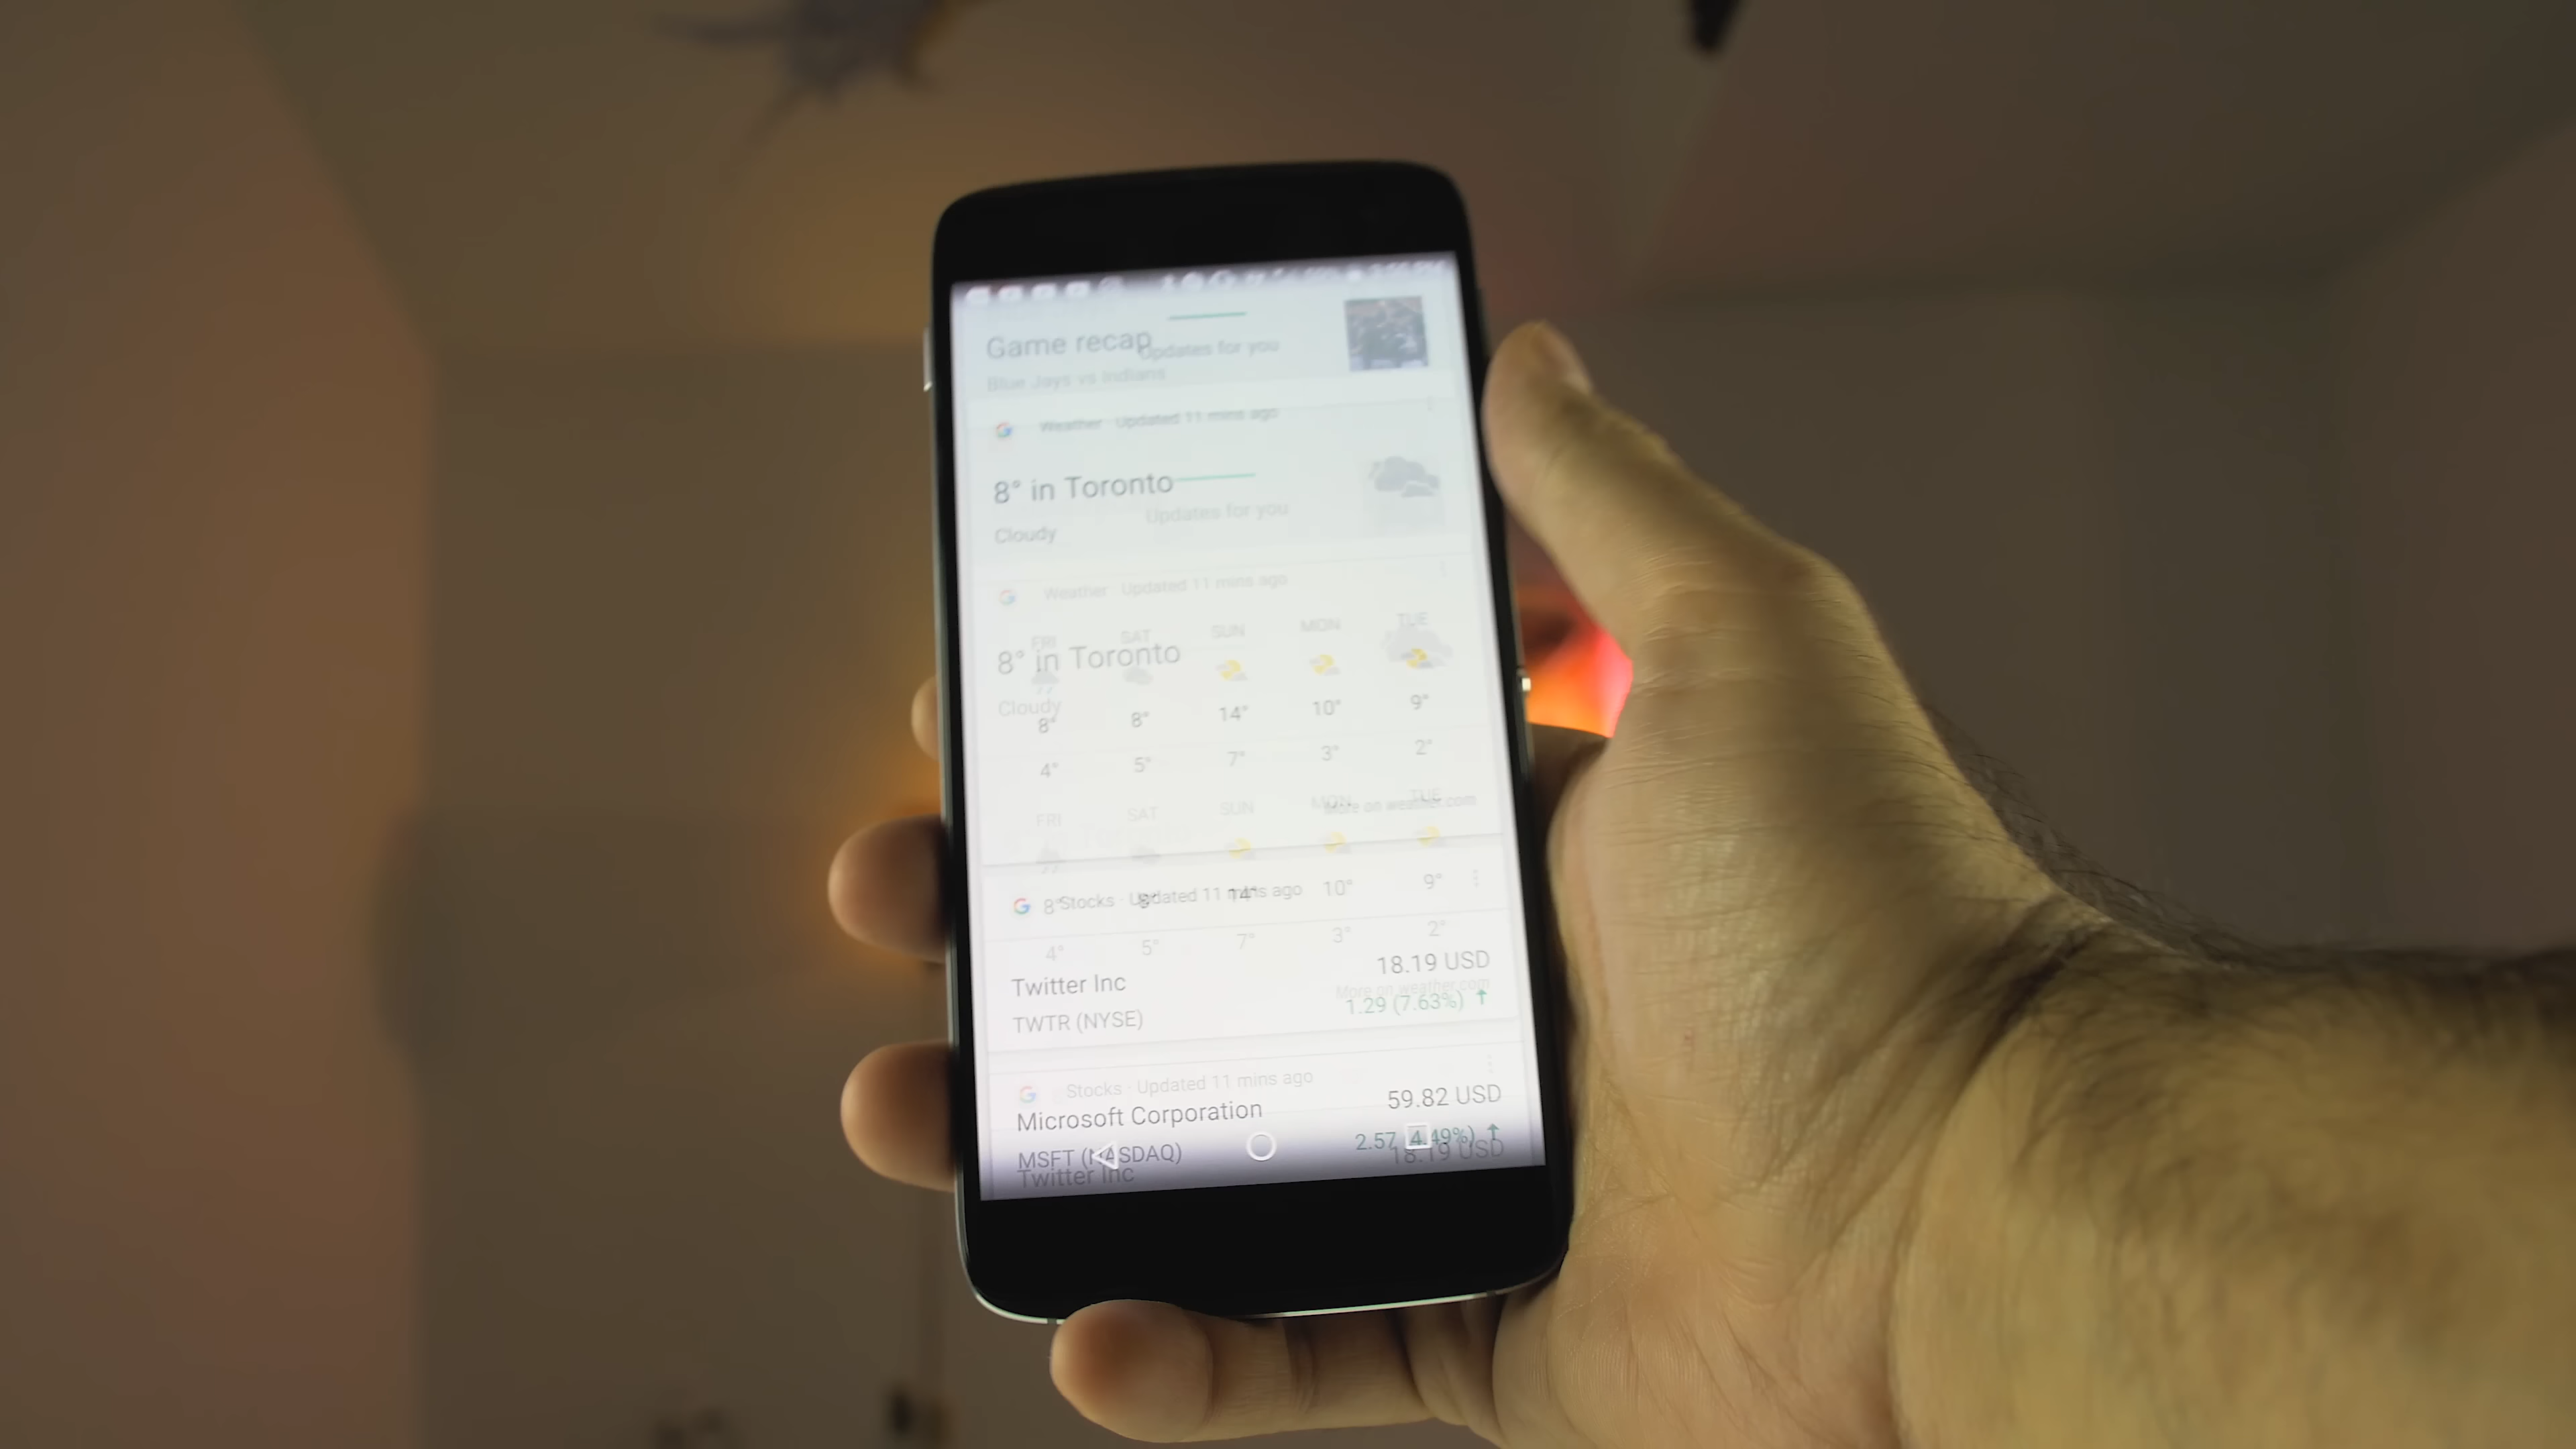 Game recap
Updates for you
Blue Jays vs Indians
Weather · Updated 11 mins ago
8° in Toronto
Updates for you
Cloudy
Weather · Updated 11 mins ago
FRI SAT SUN MON TUE
8° in Toronto
Cloudy
8° 8° 14° 10° 9°
4° 5° 7° 3° 2°
More on weather.com
FRI SAT SUN MON TUE
Stocks · Updated 11 mins ago
8° 8° 14° 10° 9°
4° 5° 7° 3° 2°
Twitter Inc 18.19 USD
More on weather.com
TWTR (NYSE) 1.29 (7.63%) ↑
Stocks · Updated 11 mins ago
Microsoft Corporation 59.82 USD
MSFT (NASDAQ) 2.57 4.49%) ↑
Twitter Inc 18.19 USD